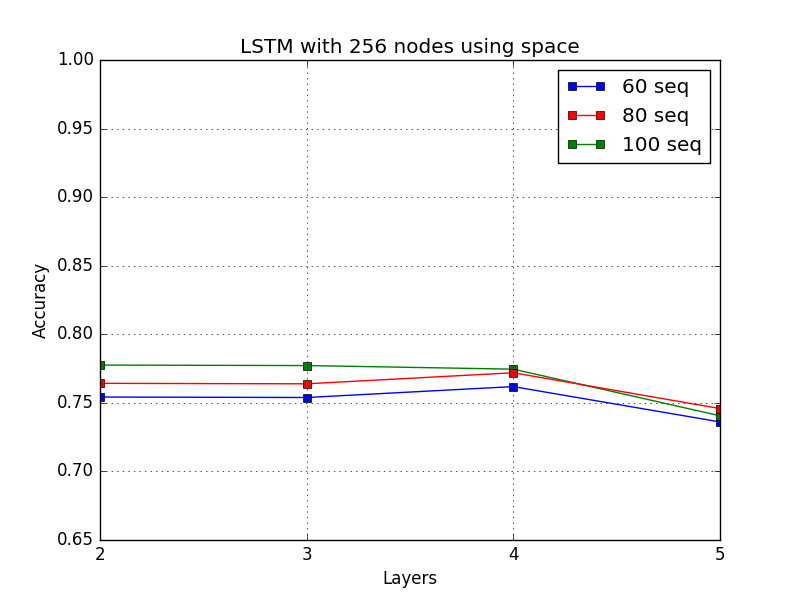 LSTM with 256 nodes using space
1.00
0.95
0.90
0.85
0.80
0.75
0.70
0.65
Accuracy
60 seq
80 seq
100 seq
2 3 4 5
Layers